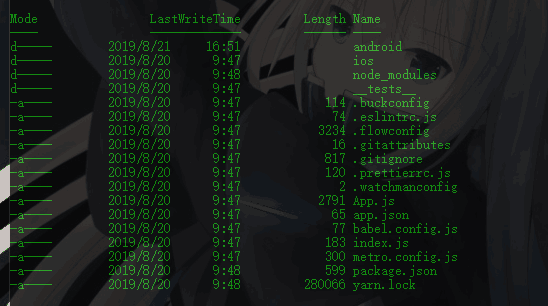 Mode LastWriteTime Length Name
d----- 2019/8/21 16:51 android
d----- 2019/8/20 9:47 ios
d----- 2019/8/20 9:48 node_modules
d----- 2019/8/20 9:47 __tests__
-a---- 2019/8/20 9:47 114 .buckconfig
-a---- 2019/8/20 9:47 74 .eslintrc.js
-a---- 2019/8/20 9:47 3234 .flowconfig
-a---- 2019/8/20 9:47 16 .gitattributes
-a---- 2019/8/20 9:47 817 .gitignore
-a---- 2019/8/20 9:47 120 .prettierrc.js
-a---- 2019/8/20 9:47 2 .watchmanconfig
-a---- 2019/8/20 9:47 2791 App.js
-a---- 2019/8/20 9:47 65 app.json
-a---- 2019/8/20 9:47 77 babel.config.js
-a---- 2019/8/20 9:47 183 index.js
-a---- 2019/8/20 9:47 300 metro.config.js
-a---- 2019/8/20 9:48 599 package.json
-a---- 2019/8/20 9:48 280066 yarn.lock